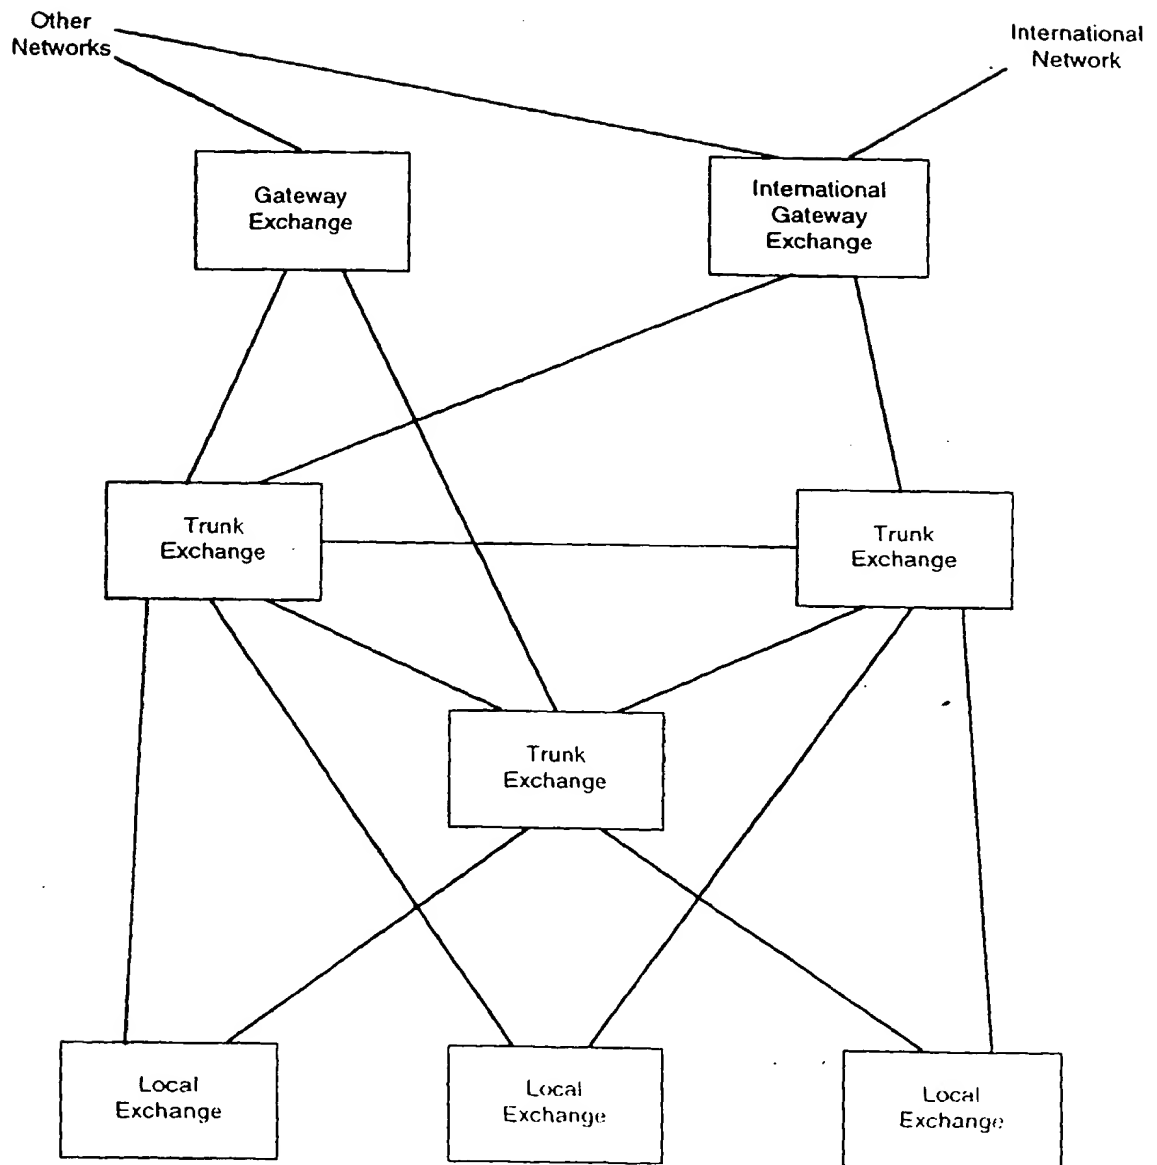 Other
Networks
International
Network
Gateway
Exchange
International
Gateway
Exchange
Trunk
Exchange
Trunk
Exchange
Trunk
Exchange
Local
Exchange
Local
Exchange
Local
Exchange